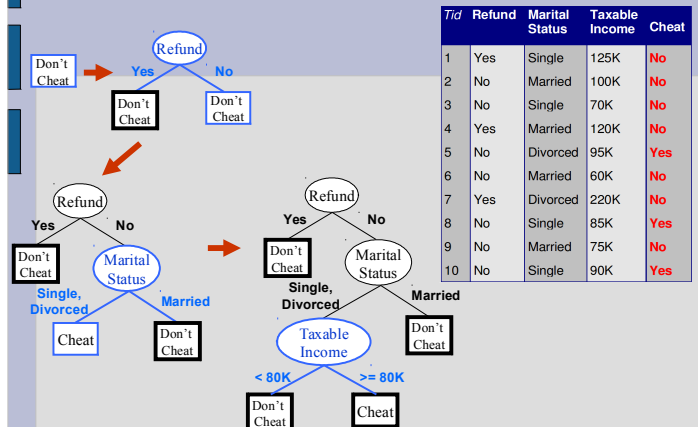 Don't
Cheat
Refund
Yes
No
Don't
Cheat
Don't
Cheat
Refund
Yes
No
Don't
Cheat
Marital
Status
Single,
Divorced
Married
Cheat
Don't
Cheat
Refund
Yes
No
Don't
Cheat
Marital
Status
Single,
Divorced
Married
Taxable
Income
Don't
Cheat
< 80K
>= 80K
Don't
Cheat
Cheat
Tid Refund Marital Status Taxable Income Cheat
1 Yes Single 125K No
2 No Married 100K No
3 No Single 70K No
4 Yes Married 120K No
5 No Divorced 95K Yes
6 No Married 60K No
7 Yes Divorced 220K No
8 No Single 85K Yes
9 No Married 75K No
10 No Single 90K Yes